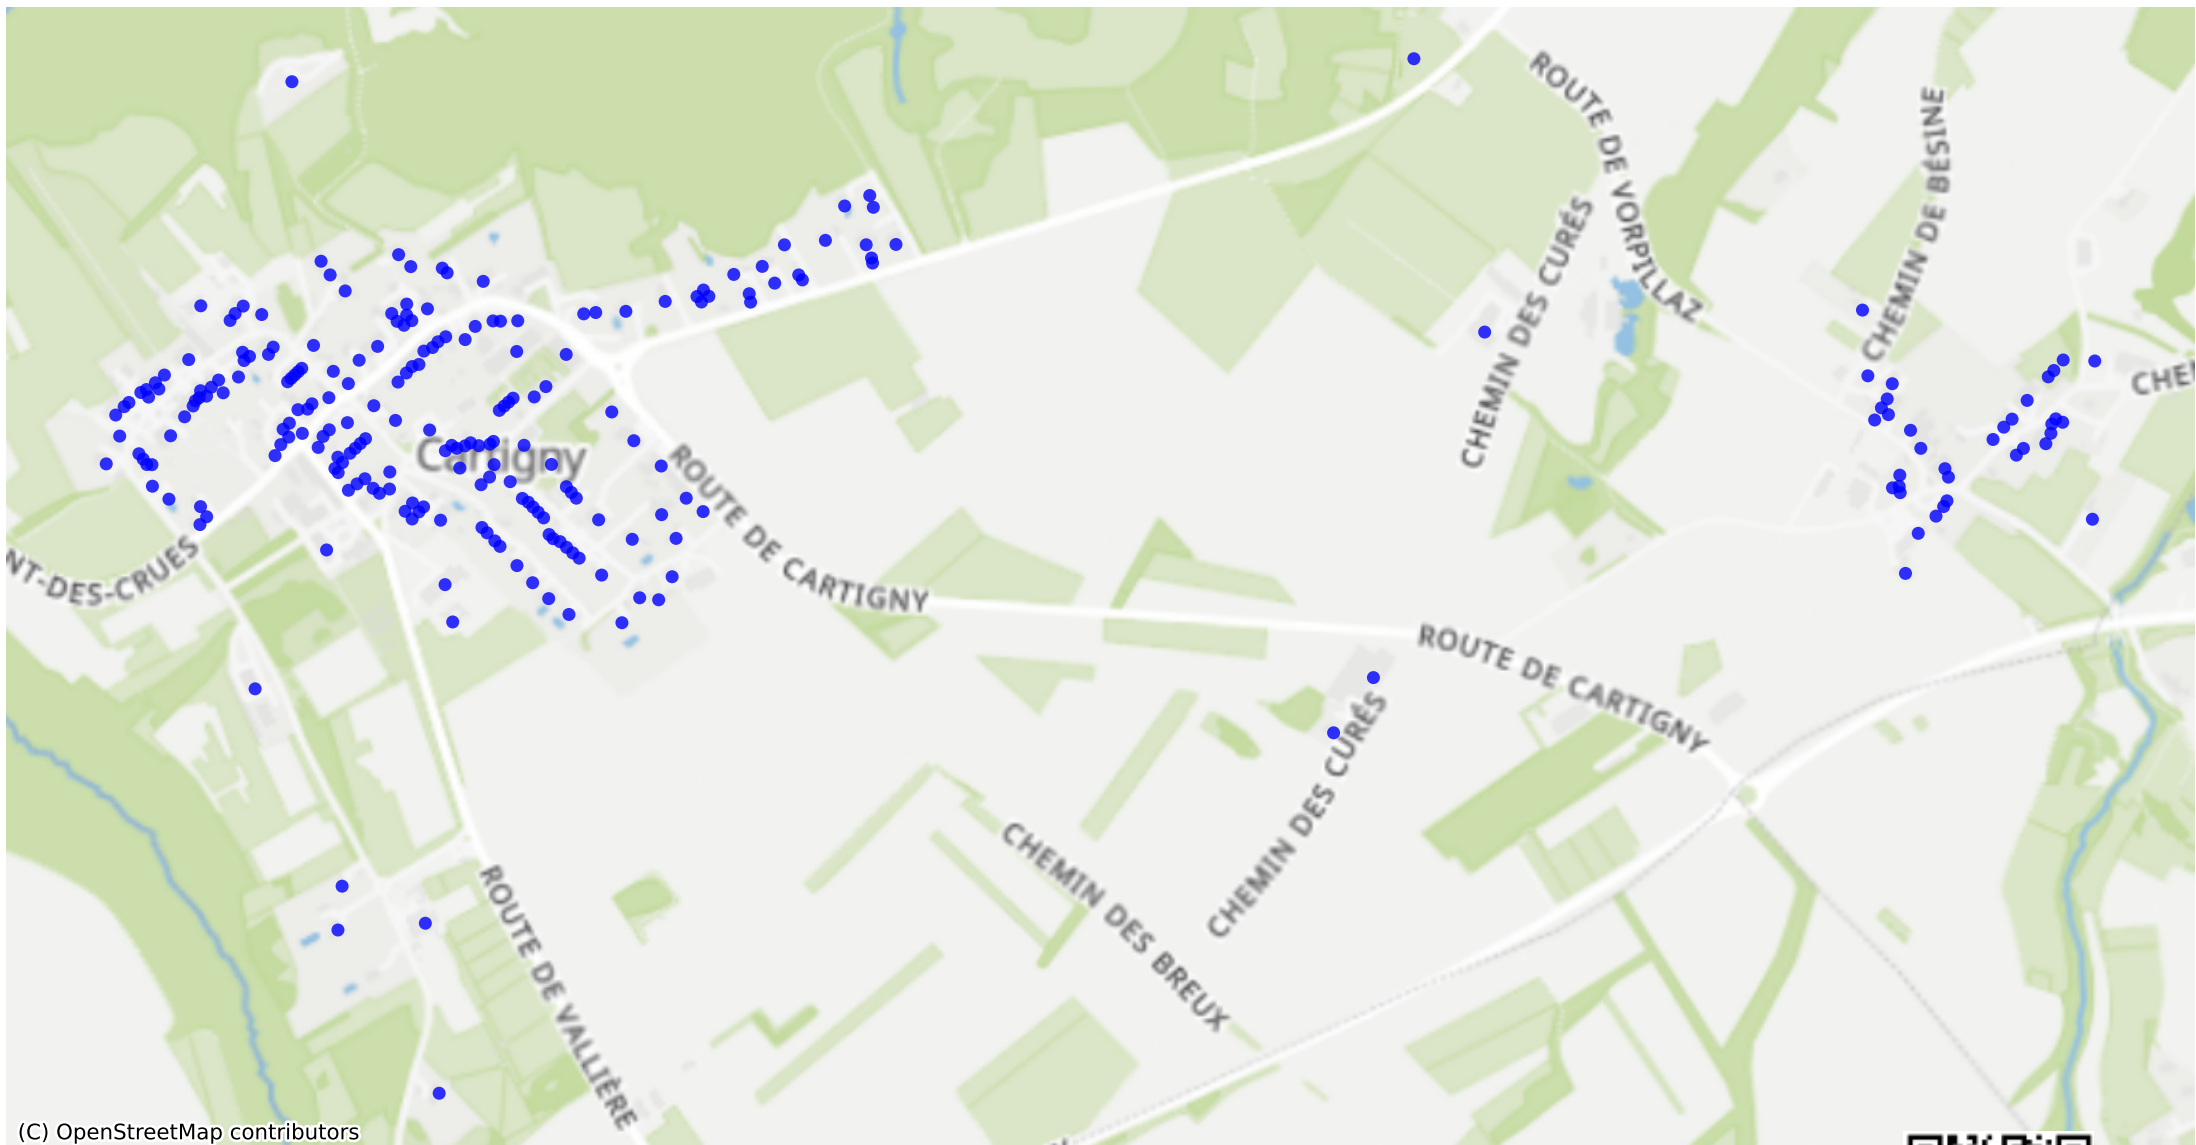 ROUTE DE VORPILLAZ
CHEMIN DE BÉSINE
CHEMIN DES CURÉS
Cartigny
NT-DES-CRUES
ROUTE DE CARTIGNY
ROUTE DE CARTIGNY
CHEMIN DES CURÉS
CHEMIN DES BREUX
ROUTE DE VALLIÈRE
(C) OpenStreetMap contributors